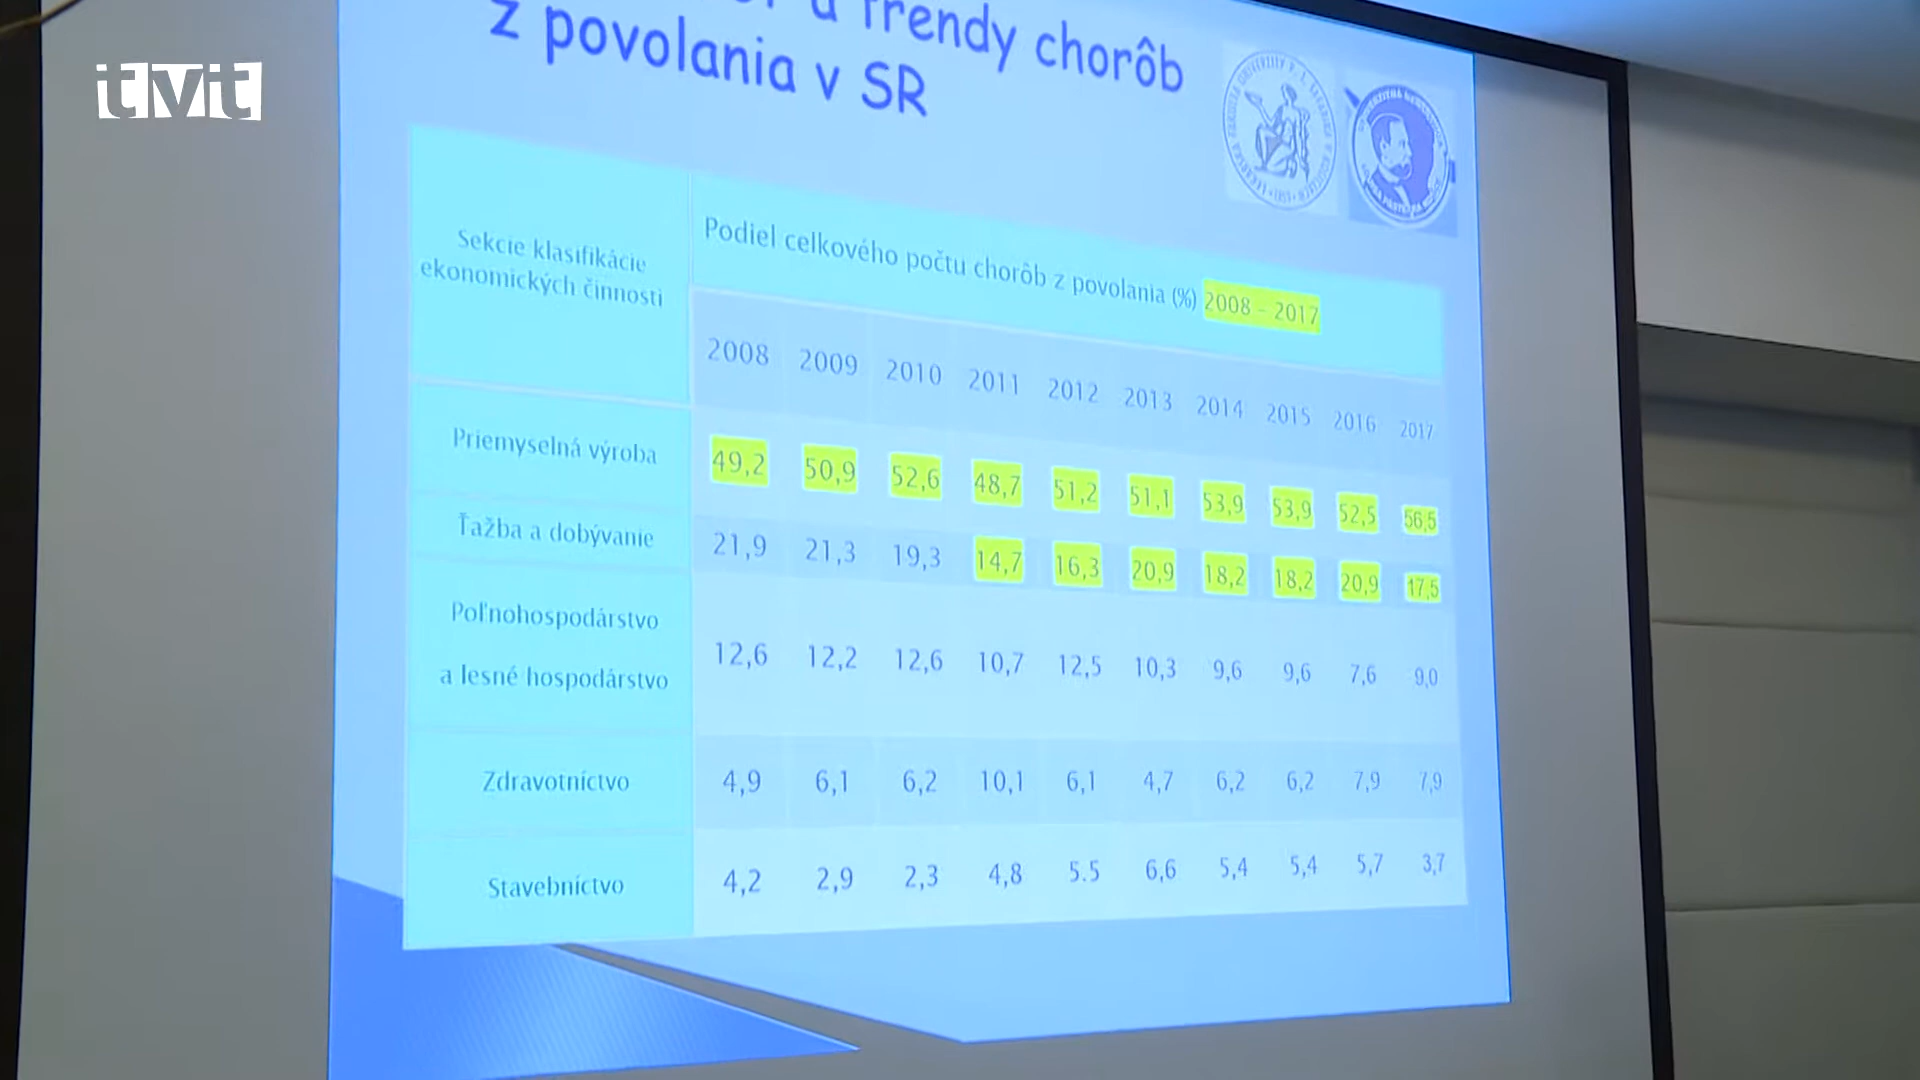 itvit
trendy chorôb
z povolania v SR
Sekcie klasifikácie
ekonomických činnosti
Podiel celkového počtu chorôb z povolania (%) 2008 – 2017
2008 2009 2010 2011 2012 2013 2014 2015 2016 2017
Priemyselná výroba 49,2 50,9 52,6 48,7 51,2 51,1 53,9 53,9 52,5 56,5
Ťažba a dobývanie 21,9 21,3 19,3 14,7 16,3 20,9 18,2 18,2 20,9 17,5
Poľnohospodárstvo
a lesné hospodárstvo 12,6 12,2 12,6 10,7 12,5 10,3 9,6 9,6 7,6 9,0
Zdravotníctvo 4,9 6,1 6,2 10,1 6,1 4,7 6,2 6,2 7,9 7,9
Stavebníctvo 4,2 2,9 2,3 4,8 5.5 6,6 5,4 5,4 5,7 3,7